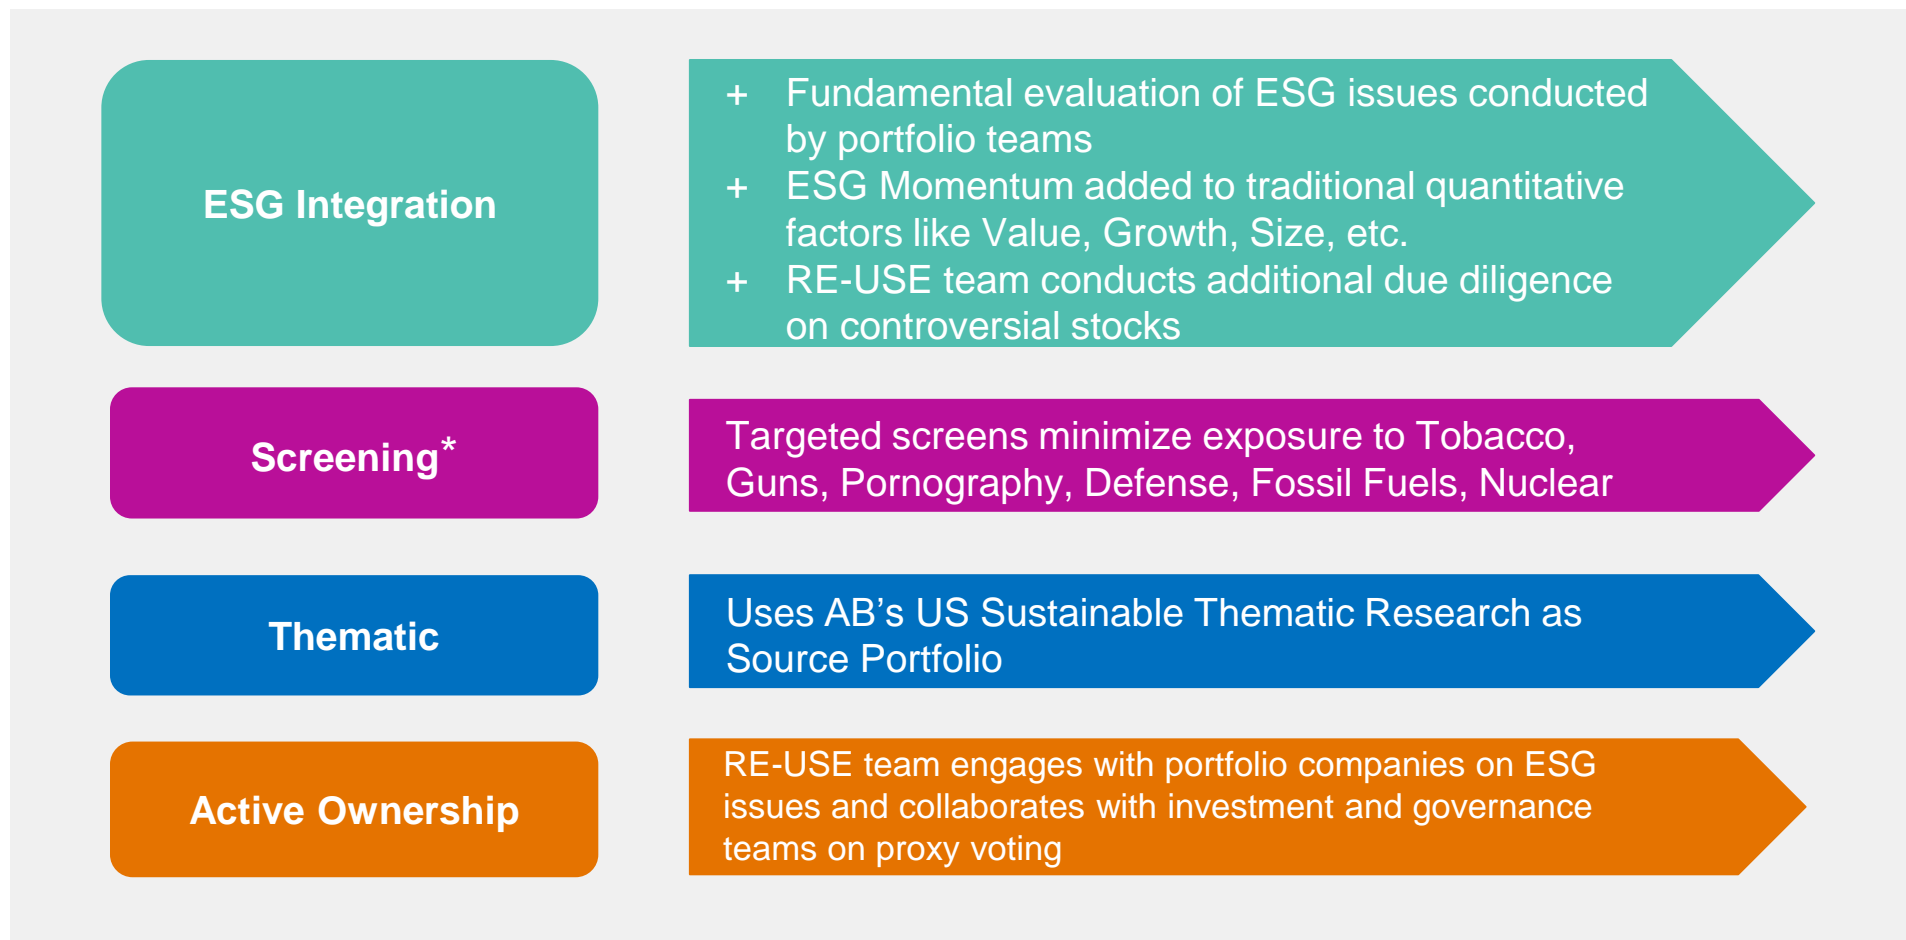 ESG Integration
+ Fundamental evaluation of ESG issues conducted
by portfolio teams
+ ESG Momentum added to traditional quantitative
factors like Value, Growth, Size, etc.
+ RE-USE team conducts additional due diligence
on controversial stocks
Screening*
Targeted screens minimize exposure to Tobacco,
Guns, Pornography, Defense, Fossil Fuels, Nuclear
Thematic
Uses AB’s US Sustainable Thematic Research as
Source Portfolio
Active Ownership
RE-USE team engages with portfolio companies on ESG
issues and collaborates with investment and governance
teams on proxy voting